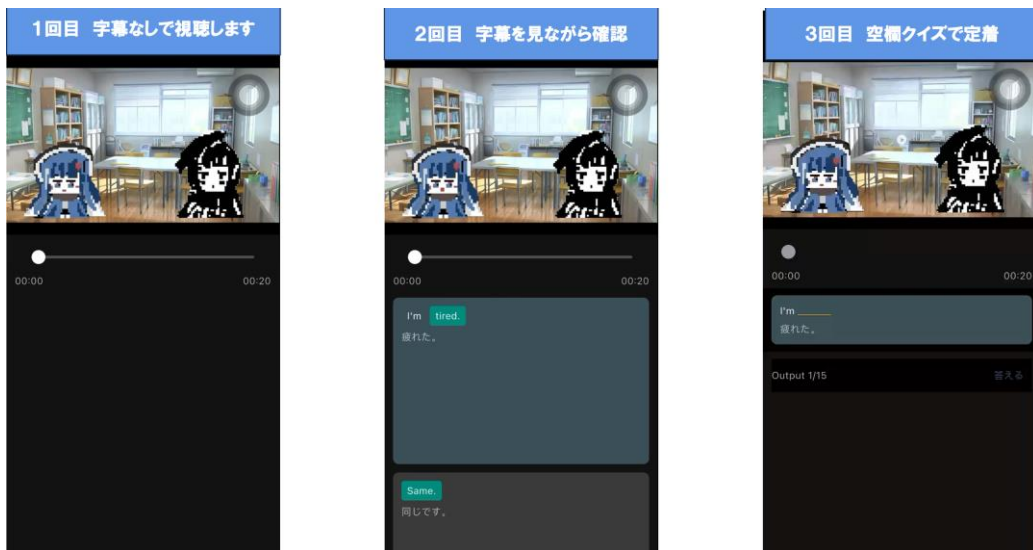 1回目 字幕なしで視聴します
00:00
00:20
2回目 字幕を見ながら確認
00:00
00:20
I'm tired.
疲れた。
Same.
同じです。
3回目 空欄クイズで定着
00:00
00:20
I'm ____
疲れた。
Output 1/15
答える